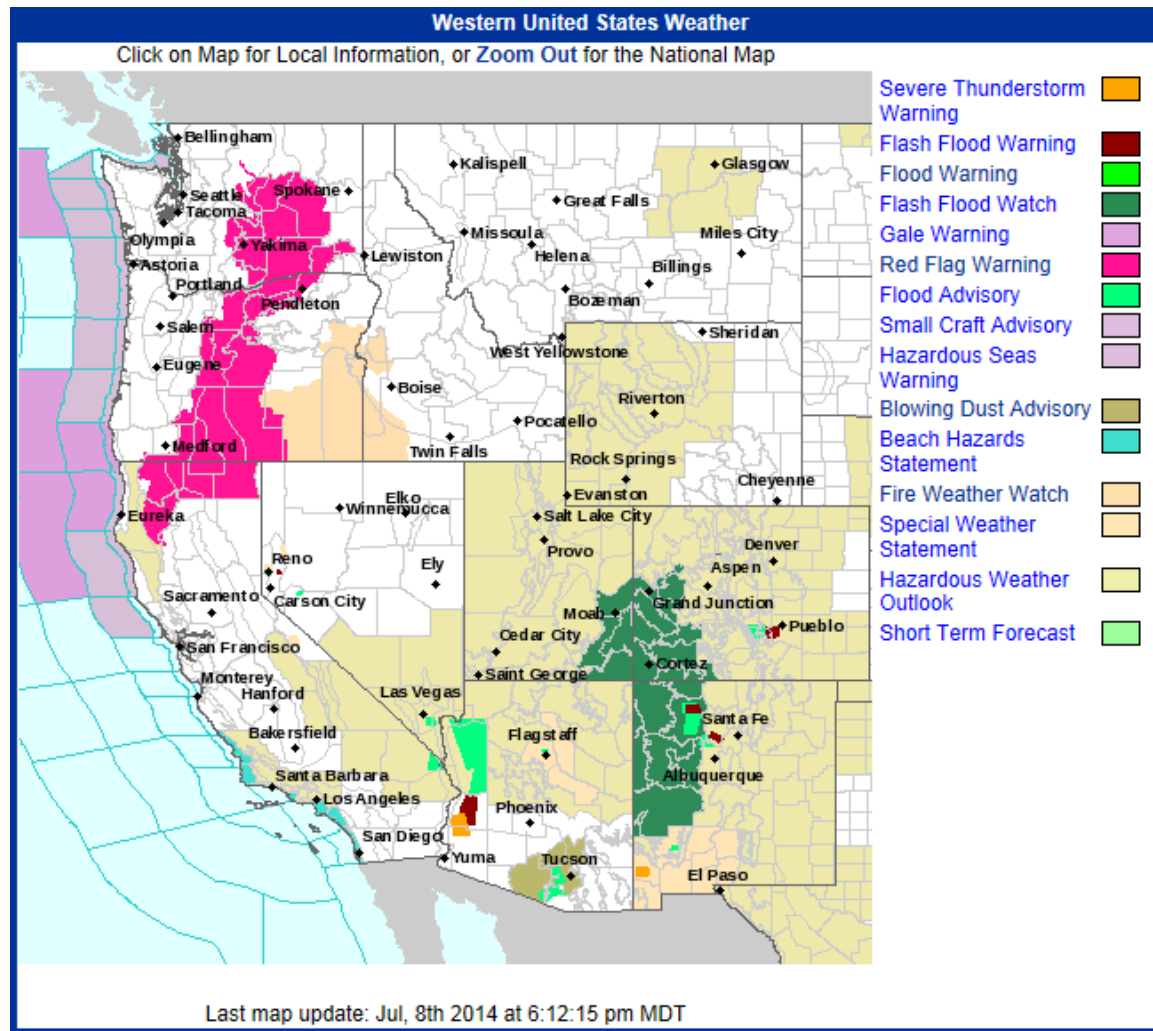 Western United States Weather
Click on Map for Local Information, or Zoom Out for the National Map
Severe Thunderstorm
Warning
Flash Flood Warning
Flood Warning
Flash Flood Watch
Gale Warning
Red Flag Warning
Flood Advisory
Small Craft Advisory
Hazardous Seas
Warning
Blowing Dust Advisory
Beach Hazards
Statement
Fire Weather Watch
Special Weather
Statement
Hazardous Weather
Outlook
Short Term Forecast
Bellingham
Kalispell
Glasgow
Spokane
Seattle
Great Falls
Tacoma
Olympia
Yakima
Missoula
Miles City
Helena
Lewiston
Astoria
Billings
Portland
Pendleton
Bozeman
Salem
Sheridan
West Yellowstone
Eugene
Boise
Riverton
Pocatello
Medford
Twin Falls
Rock Springs
Cheyenne
Elko
Evanston
Winnemucca
Eureka
Salt Lake City
Provo
Denver
Reno
Ely
Aspen
Sacramento
Carson City
Grand Junction
Moab
Pueblo
Cedar City
San Francisco
Cortez
Saint George
Monterey
Hanford
Las Vegas
Santa Fe
Bakersfield
Flagstaff
Albuquerque
Santa Barbara
Los Angeles
Phoenix
San Diego
Yuma
Tucson
El Paso
Last map update: Jul, 8th 2014 at 6:12:15 pm MDT